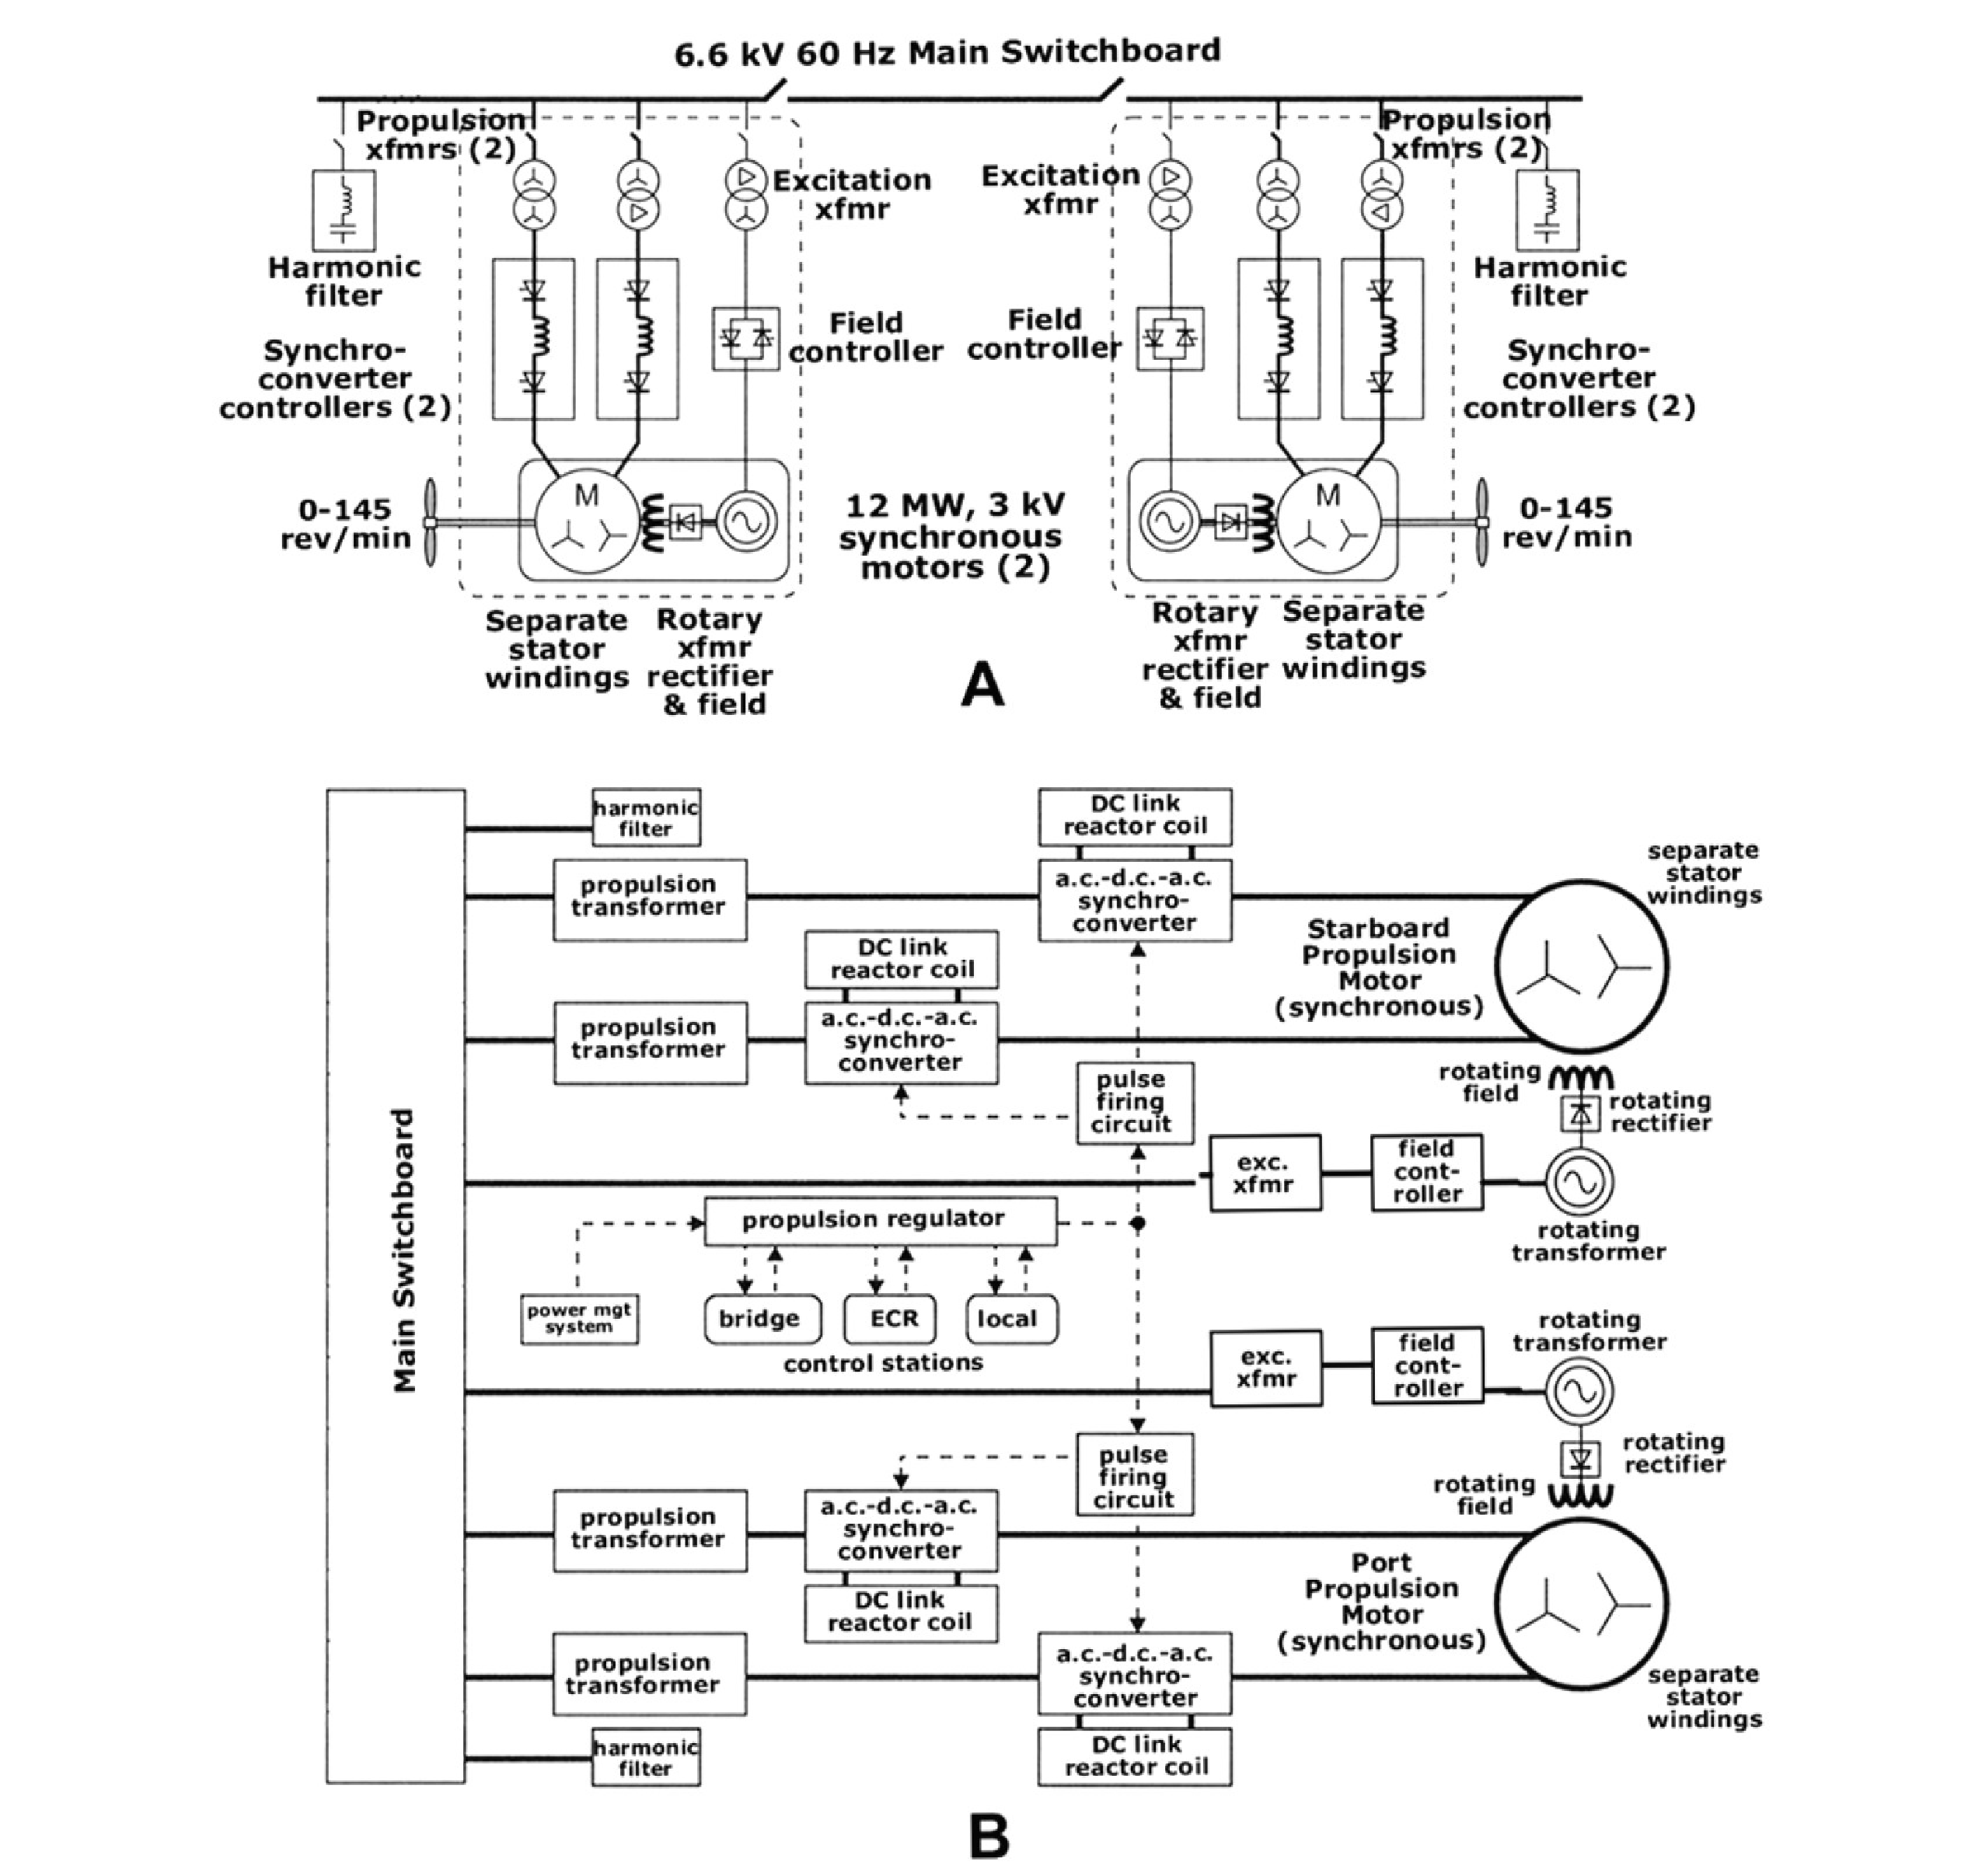 6.6 kV 60 Hz Main Switchboard
Propulsion
xfmrs (2)
Propulsion
xfmrs (2)
Excitation
xfmr
Excitation
xfmr
Harmonic
filter
Harmonic
filter
Field
controller
Field
controller
Synchro-
converter
controllers (2)
Synchro-
converter
controllers (2)
M
M
0-145
rev/min
12 MW, 3 kV
synchronous
motors (2)
0-145
rev/min
Separate
stator
windings
Rotary
xfmr
rectifier
& field
Rotary
xfmr
rectifier
& field
Separate
stator
windings
A
Main Switchboard
harmonic
filter
DC link
reactor coil
propulsion
transformer
a.c.-d.c.-a.c.
synchro-
converter
separate
stator
windings
Starboard
Propulsion
Motor
(synchronous)
DC link
reactor coil
propulsion
transformer
a.c.-d.c.-a.c.
synchro-
converter
pulse
firing
circuit
rotating
field
rotating
rectifier
exc.
xfmr
field
cont-
roller
rotating
transformer
propulsion regulator
power mgt
system
bridge
ECR
local
control stations
exc.
xfmr
field
cont-
roller
rotating
transformer
rotating
rectifier
rotating
field
pulse
firing
circuit
propulsion
transformer
a.c.-d.c.-a.c.
synchro-
converter
DC link
reactor coil
Port
Propulsion
Motor
(synchronous)
propulsion
transformer
a.c.-d.c.-a.c.
synchro-
converter
separate
stator
windings
harmonic
filter
DC link
reactor coil
B